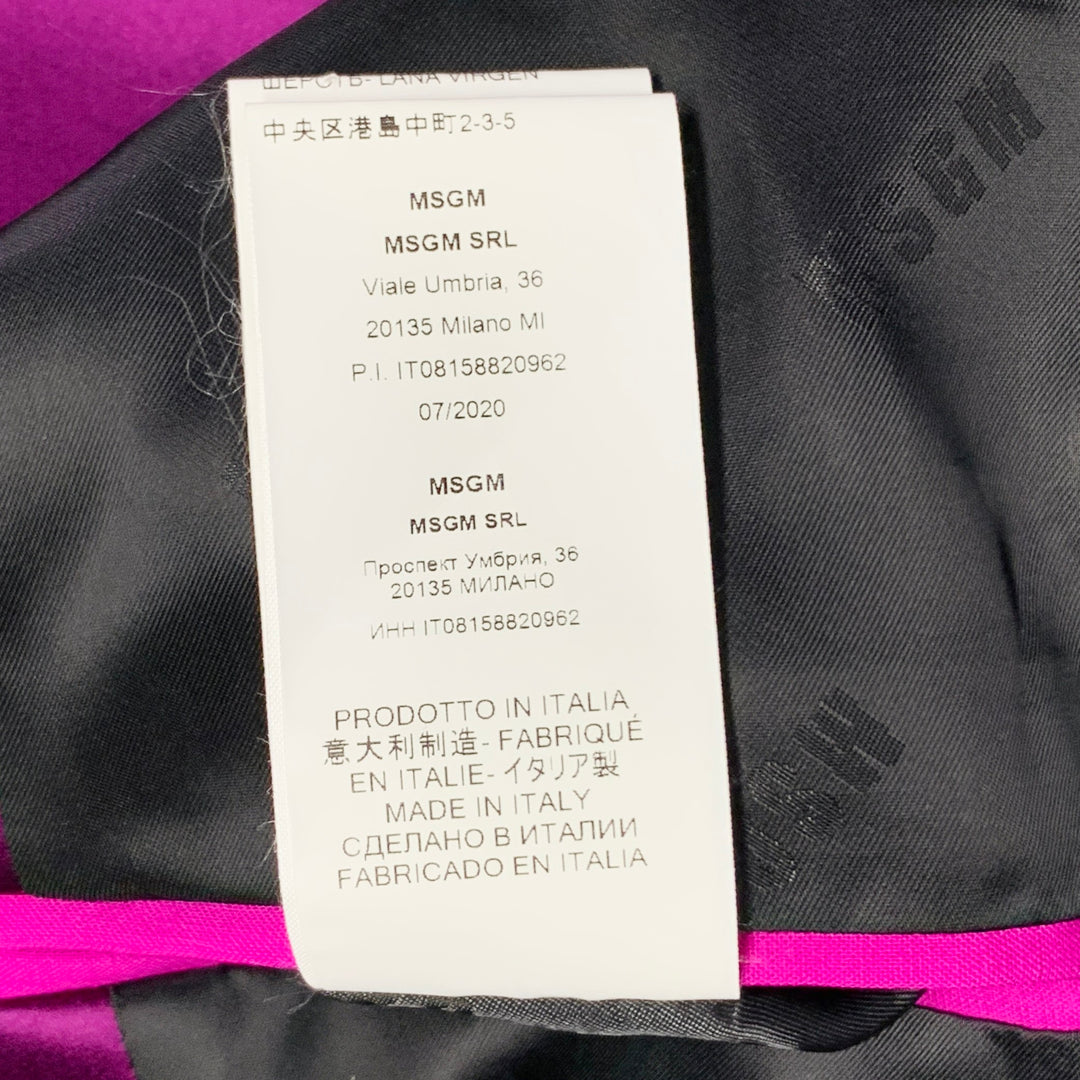 ШЕРСТЬ- LANA VIRGEN
中央区港島中町2-3-5
MSGM
MSGM SRL
Viale Umbria, 36
20135 Milano MI
P.I. IT08158820962
07/2020
MSGM
MSGM SRL
Проспект Умбрия, 36
20135 МИЛАНО
ИНН IT08158820962
PRODOTTO IN ITALIA
意大利制造- FABRIQUÉ
EN ITALIE- イタリア製
MADE IN ITALY
СДЕЛАНО В ИТАЛИИ
FABRICADO EN ITALIA
MSGM
MSGM